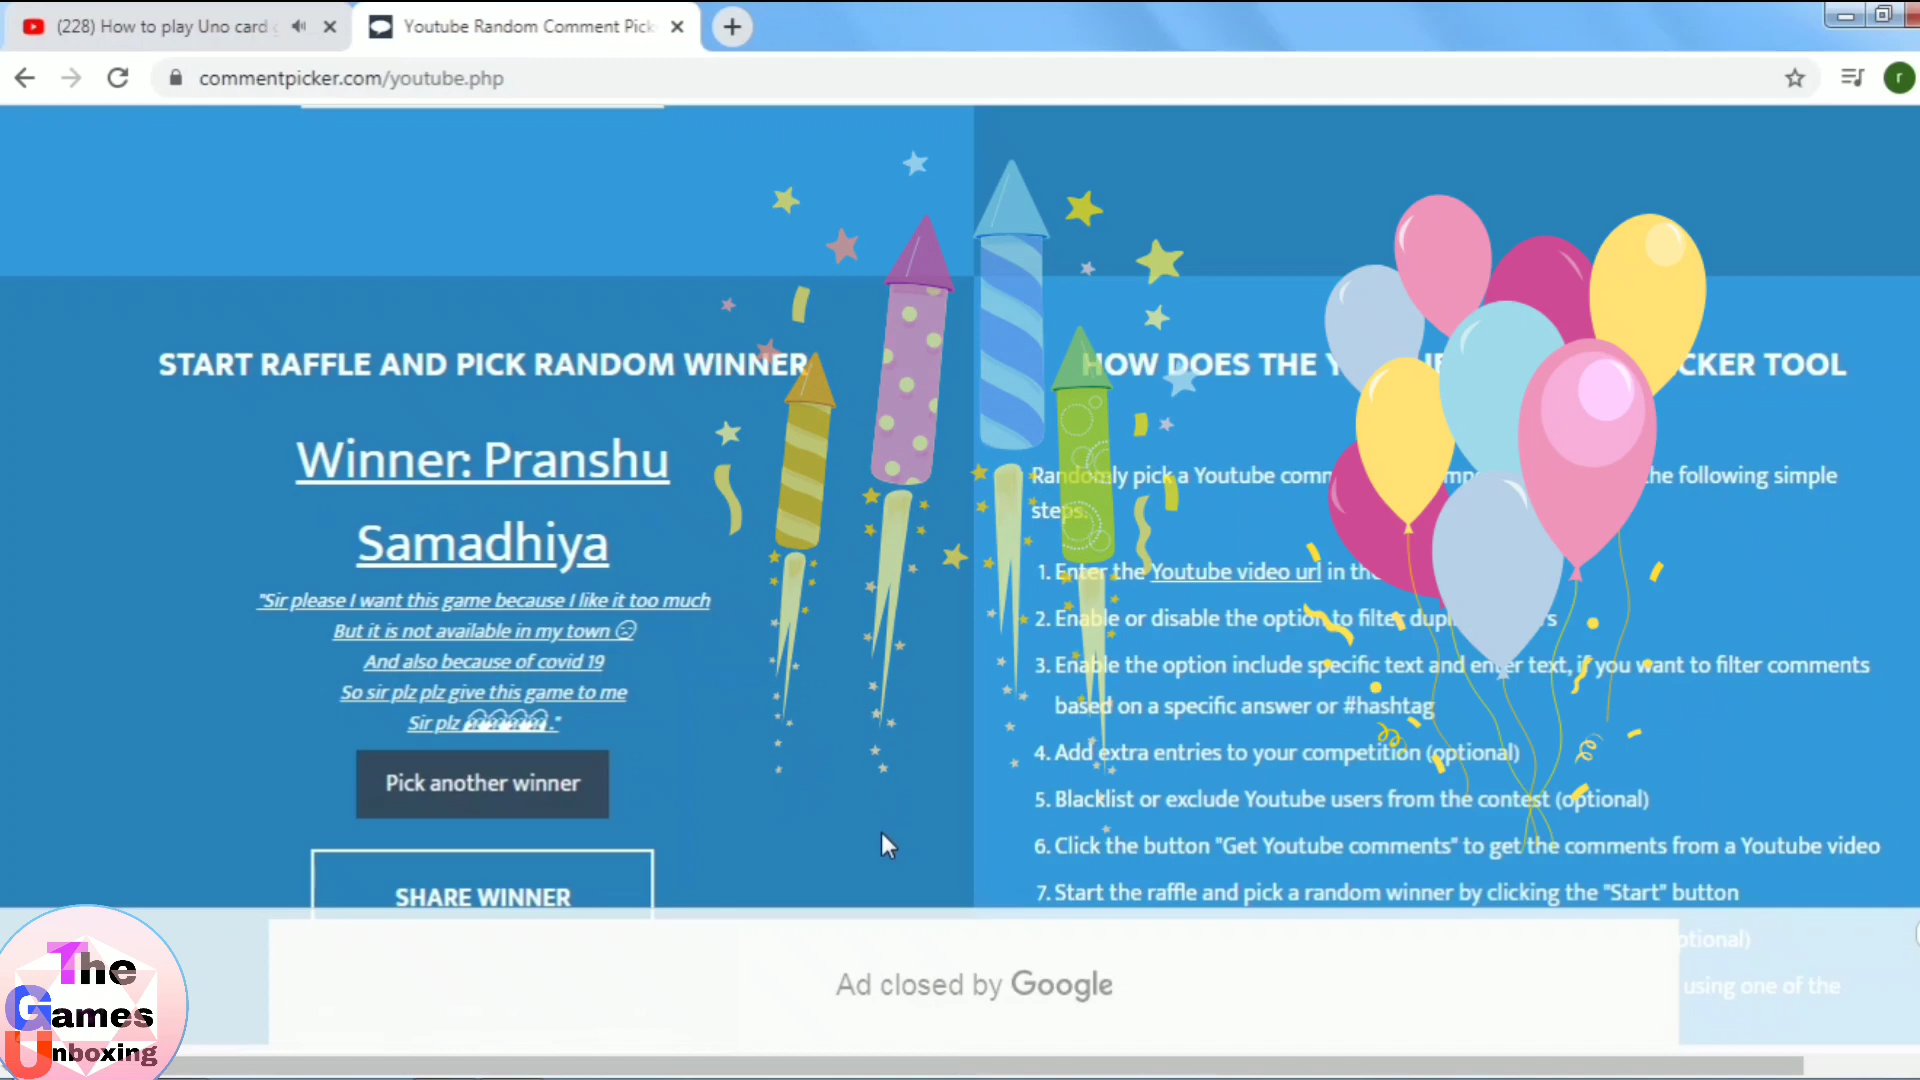 (228) How to play Uno card
Youtube Random Comment Pick
commentpicker.com/youtube.php
r
START RAFFLE AND PICK RANDOM WINNER
Winner: Pranshu
Samadhiya
"Sir please I want this game because I like it too much
But it is not available in my town 😥
And also because of covid 19
So sir plz plz give this game to me
Sir plz ."
Pick another winner
SHARE WINNER
HOW DOES THE CKER TOOL
Randomly pick a Youtube the following simple
steps.
1. Enter the Youtube video url in
2. Enable or disable the option to filter
3. Enable the option include specific text and enter text, if you want to filter comments
based on a specific answer or #hashtag
4. Add extra entries to your competition (optional)
5. Blacklist or exclude Youtube users from the contest (optional)
6. Click the button "Get Youtube comments" to get the comments from a Youtube video
7. Start the raffle and pick a random winner by clicking the "Start" button
ptional)
using one of the
Ad closed by Google
The
Games
Unboxing